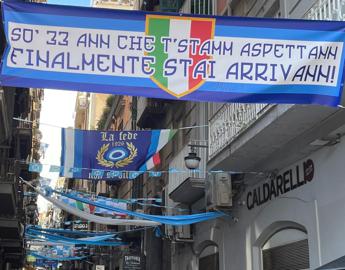 SO' 33 ANN CHE T'STAMM ASPETTANN
FINALMENTE STAI ARRIVANN!
La fede
1926
CALDARELLI